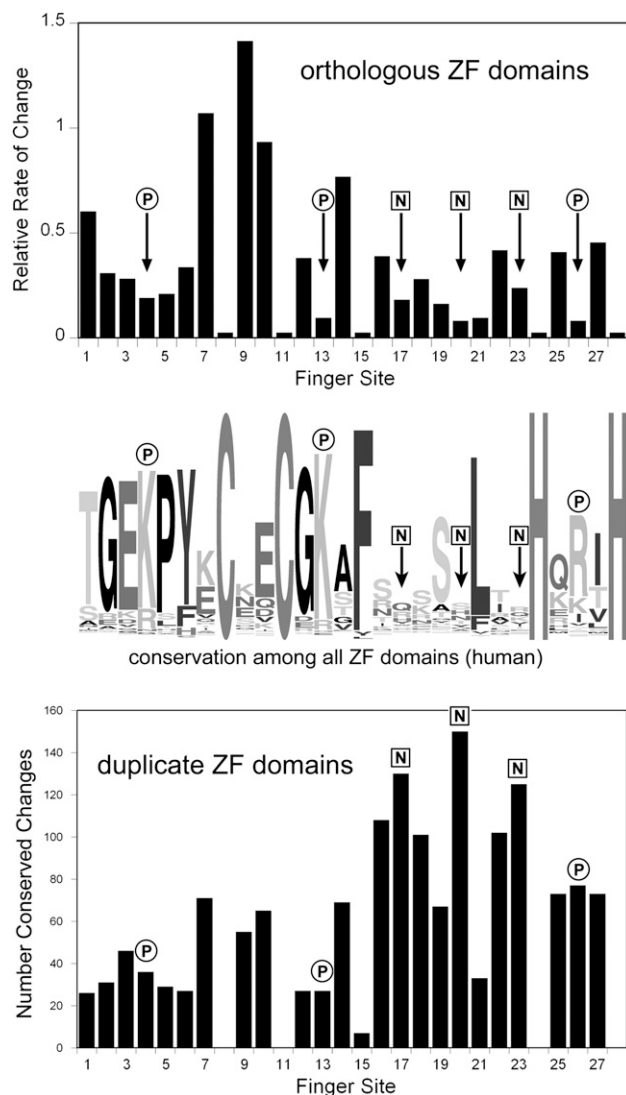 1.5
orthologous ZF domains
Relative Rate of Change
1
P P N N N P
0.5
0
1 3 5 7 9 11 13 15 17 19 21 23 25 27
Finger Site
P P P
N N N
TGEKPYKCKECGKAFSSLHQRIH
conservation among all ZF domains (human)
160
N
duplicate ZF domains
N N
140
120
Number Conserved Changes
100
80
P
60
P
40
P
20
0
1 3 5 7 9 11 13 15 17 19 21 23 25 27
Finger Site